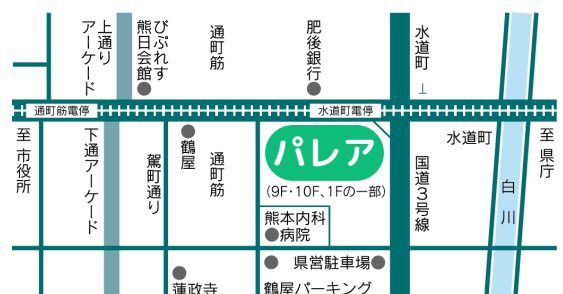 上通り
アーケード
びぷれす
熊日会館
通町筋
肥後銀行
水道町
通町筋電停
水道町電停
至 市役所
下通アーケード
駕町通り
鶴屋
通町筋
パレア
(9F・10F、1Fの一部)
国道3号線
水道町
白川
至 県庁
熊本内科
病院
県営駐車場
蓮政寺
鶴屋パーキング